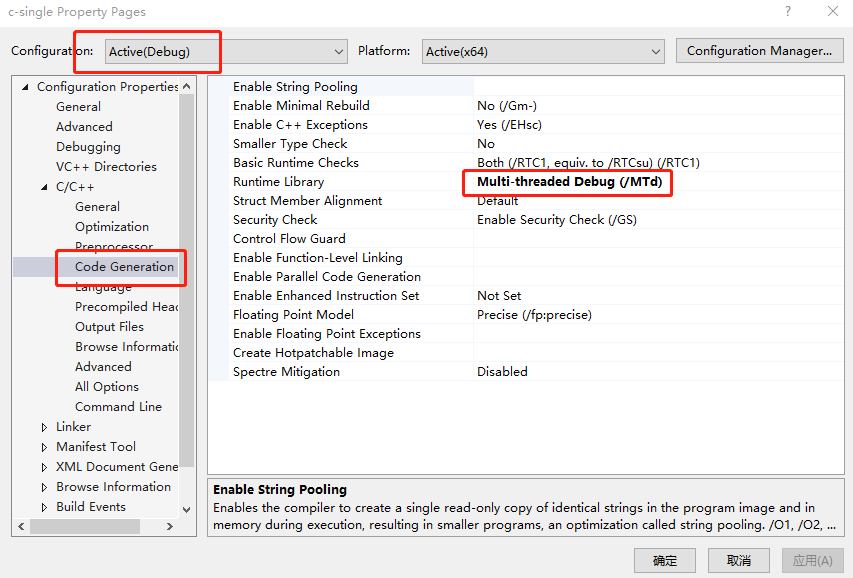 c-single Property Pages
Configuration: Active(Debug) Platform: Active(x64) Configuration Manager...
Configuration Properties
General
Advanced
Debugging
VC++ Directories
C/C++
General
Optimization
Preprocessor
Code Generation
Language
Precompiled Head
Output Files
Browse Informatic
Advanced
All Options
Command Line
Linker
Manifest Tool
XML Document Gene
Browse Information
Build Events
Enable String Pooling
Enable Minimal Rebuild No (/Gm-)
Enable C++ Exceptions Yes (/EHsc)
Smaller Type Check No
Basic Runtime Checks Both (/RTC1, equiv. to /RTCsu) (/RTC1)
Runtime Library Multi-threaded Debug (/MTd)
Struct Member Alignment Default
Security Check Enable Security Check (/GS)
Control Flow Guard
Enable Function-Level Linking
Enable Parallel Code Generation
Enable Enhanced Instruction Set Not Set
Floating Point Model Precise (/fp:precise)
Enable Floating Point Exceptions
Create Hotpatchable Image
Spectre Mitigation Disabled
Enable String Pooling
Enables the compiler to create a single read-only copy of identical strings in the program image and in
memory during execution, resulting in smaller programs, an optimization called string pooling. /O1, /O2, ...
确定 取消 应用(A)